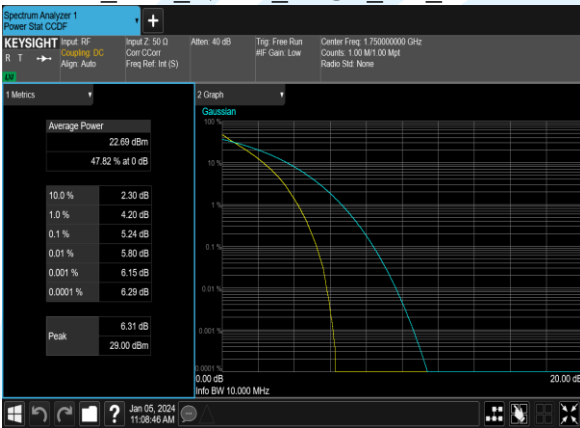 Spectrum Analyzer 1
Power Stat CCDF
KEYSIGHT
R T
LV
Input: RF
Coupling: DC
Align: Auto
Input Z: 50 Ω
Corr CCorr
Freq Ref: Int (S)
Atten: 40 dB
Trig: Free Run
#IF Gain: Low
Center Freq: 1.750000000 GHz
Counts: 1.00 M/1.00 Mpt
Radio Std: None
1 Metrics
Average Power
22.69 dBm
47.82 % at 0 dB
10.0 % 2.30 dB
1.0 % 4.20 dB
0.1 % 5.24 dB
0.01 % 5.80 dB
0.001 % 6.15 dB
0.0001 % 6.29 dB
Peak
6.31 dB
29.00 dBm
2 Graph
Gaussian
100 %
10 %
1 %
0.1 %
0.01 %
0.001 %
0.0001 %
0.00 dB
20.00 dB
Info BW 10.000 MHz
?
Jan 05, 2024
11:08:46 AM